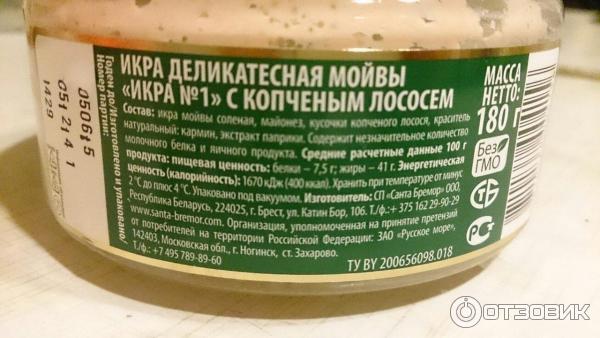 ИКРА ДЕЛИКАТЕСНАЯ МОЙВЫ
«ИКРА №1» С КОПЧЕНЫМ ЛОСОСЕМ
Состав: икра мойвы соленая, майонез, кусочки копченого лосося, краситель
натуральный: кармин, экстракт паприки. Содержит незначительное количество
молочного белка и яичного продукта. Средние расчетные данные 100 г
продукта: пищевая ценность: белки – 7,5 г; жиры – 41 г. Энергетическая
ценность (калорийность): 1670 кДж (400 ккал). Хранить при температуре от минус
2 °С до плюс 4 °С. Упаковано под вакуумом. Изготовитель: СП «Санта Бремор» ООО,
Республика Беларусь, 224025, г. Брест, ул. Катин Бор, 106. Т./ф.: + 375 162 29-90-29
www.santa-bremor.com. Организация, уполномоченная на принятие претензий
от потребителей на территории Российской Федерации: ЗАО "Русское море",
142403, Московская обл., г. Ногинск, ст. Захарово.
Т./ф.: +7 495 789-89-60
ТУ BY 200656098.018
МАССА
НЕТТО:
180 г
Без
ГМО
Годен до:
Номер партии:
/Изготовлено и
упаковано/
050615
051214 1
1429
ОТЗОВИК